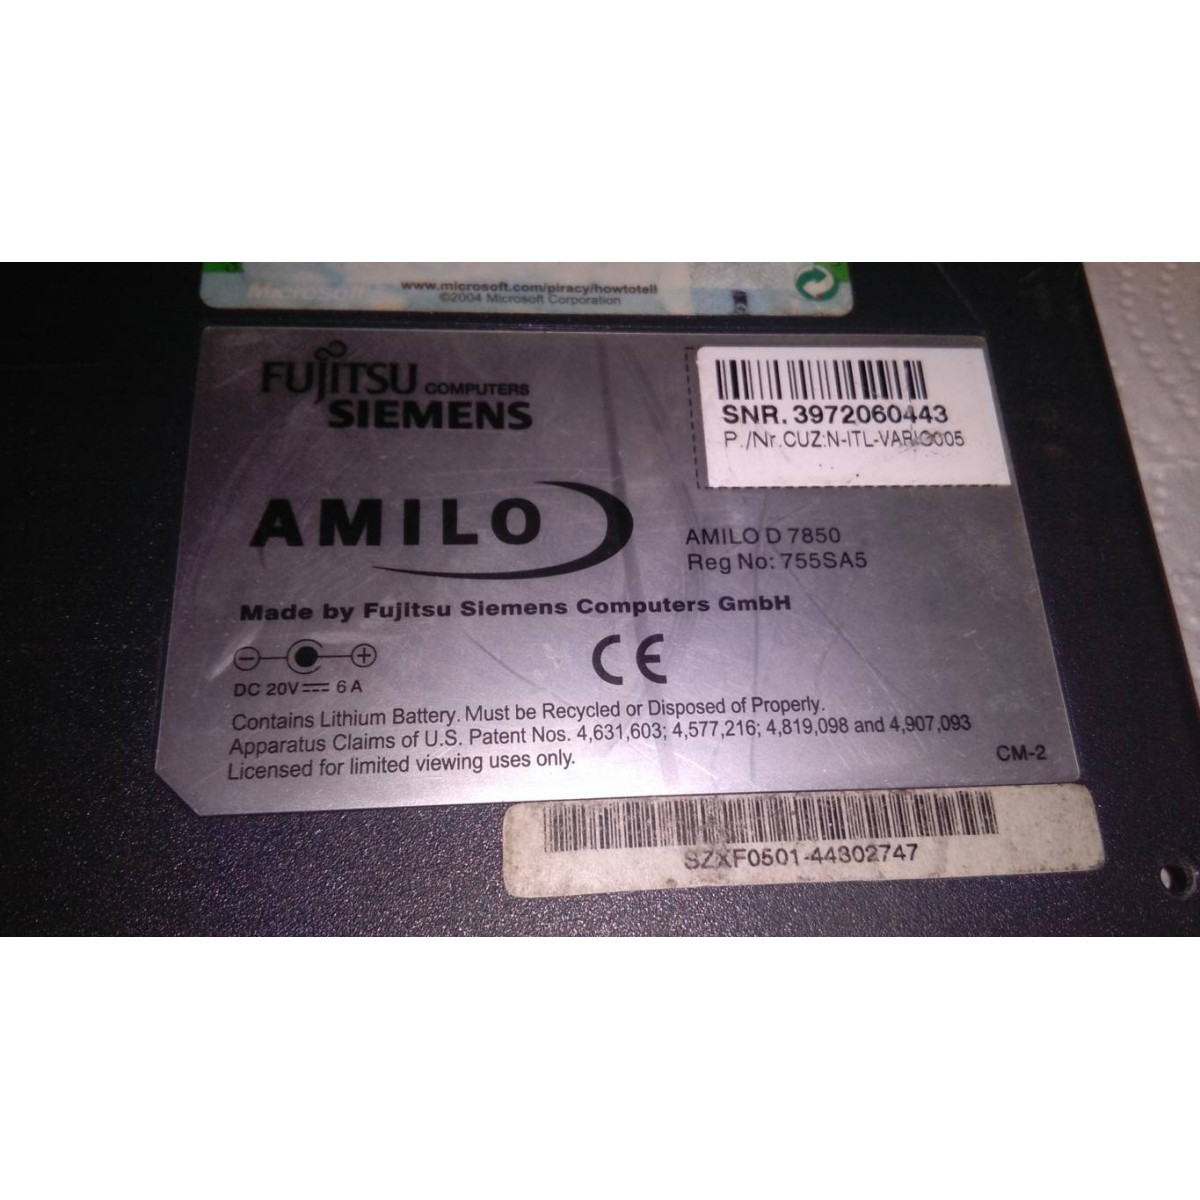 Microsoft
www.microsoft.com/piracy/howtotell
©2004 Microsoft Corporation
FUJITSU COMPUTERS
SIEMENS
SNR. 3972060443
P./Nr.CUZ:N-ITL-VARIO005
AMILO
AMILO D 7850
Reg No: 755SA5
Made by Fujitsu Siemens Computers GmbH
CE
DC 20V 6 A
Contains Lithium Battery. Must be Recycled or Disposed of Properly.
Apparatus Claims of U.S. Patent Nos. 4,631,603; 4,577,216; 4,819,098 and 4,907,093
Licensed for limited viewing uses only.
CM-2
SZXF0501-44302747